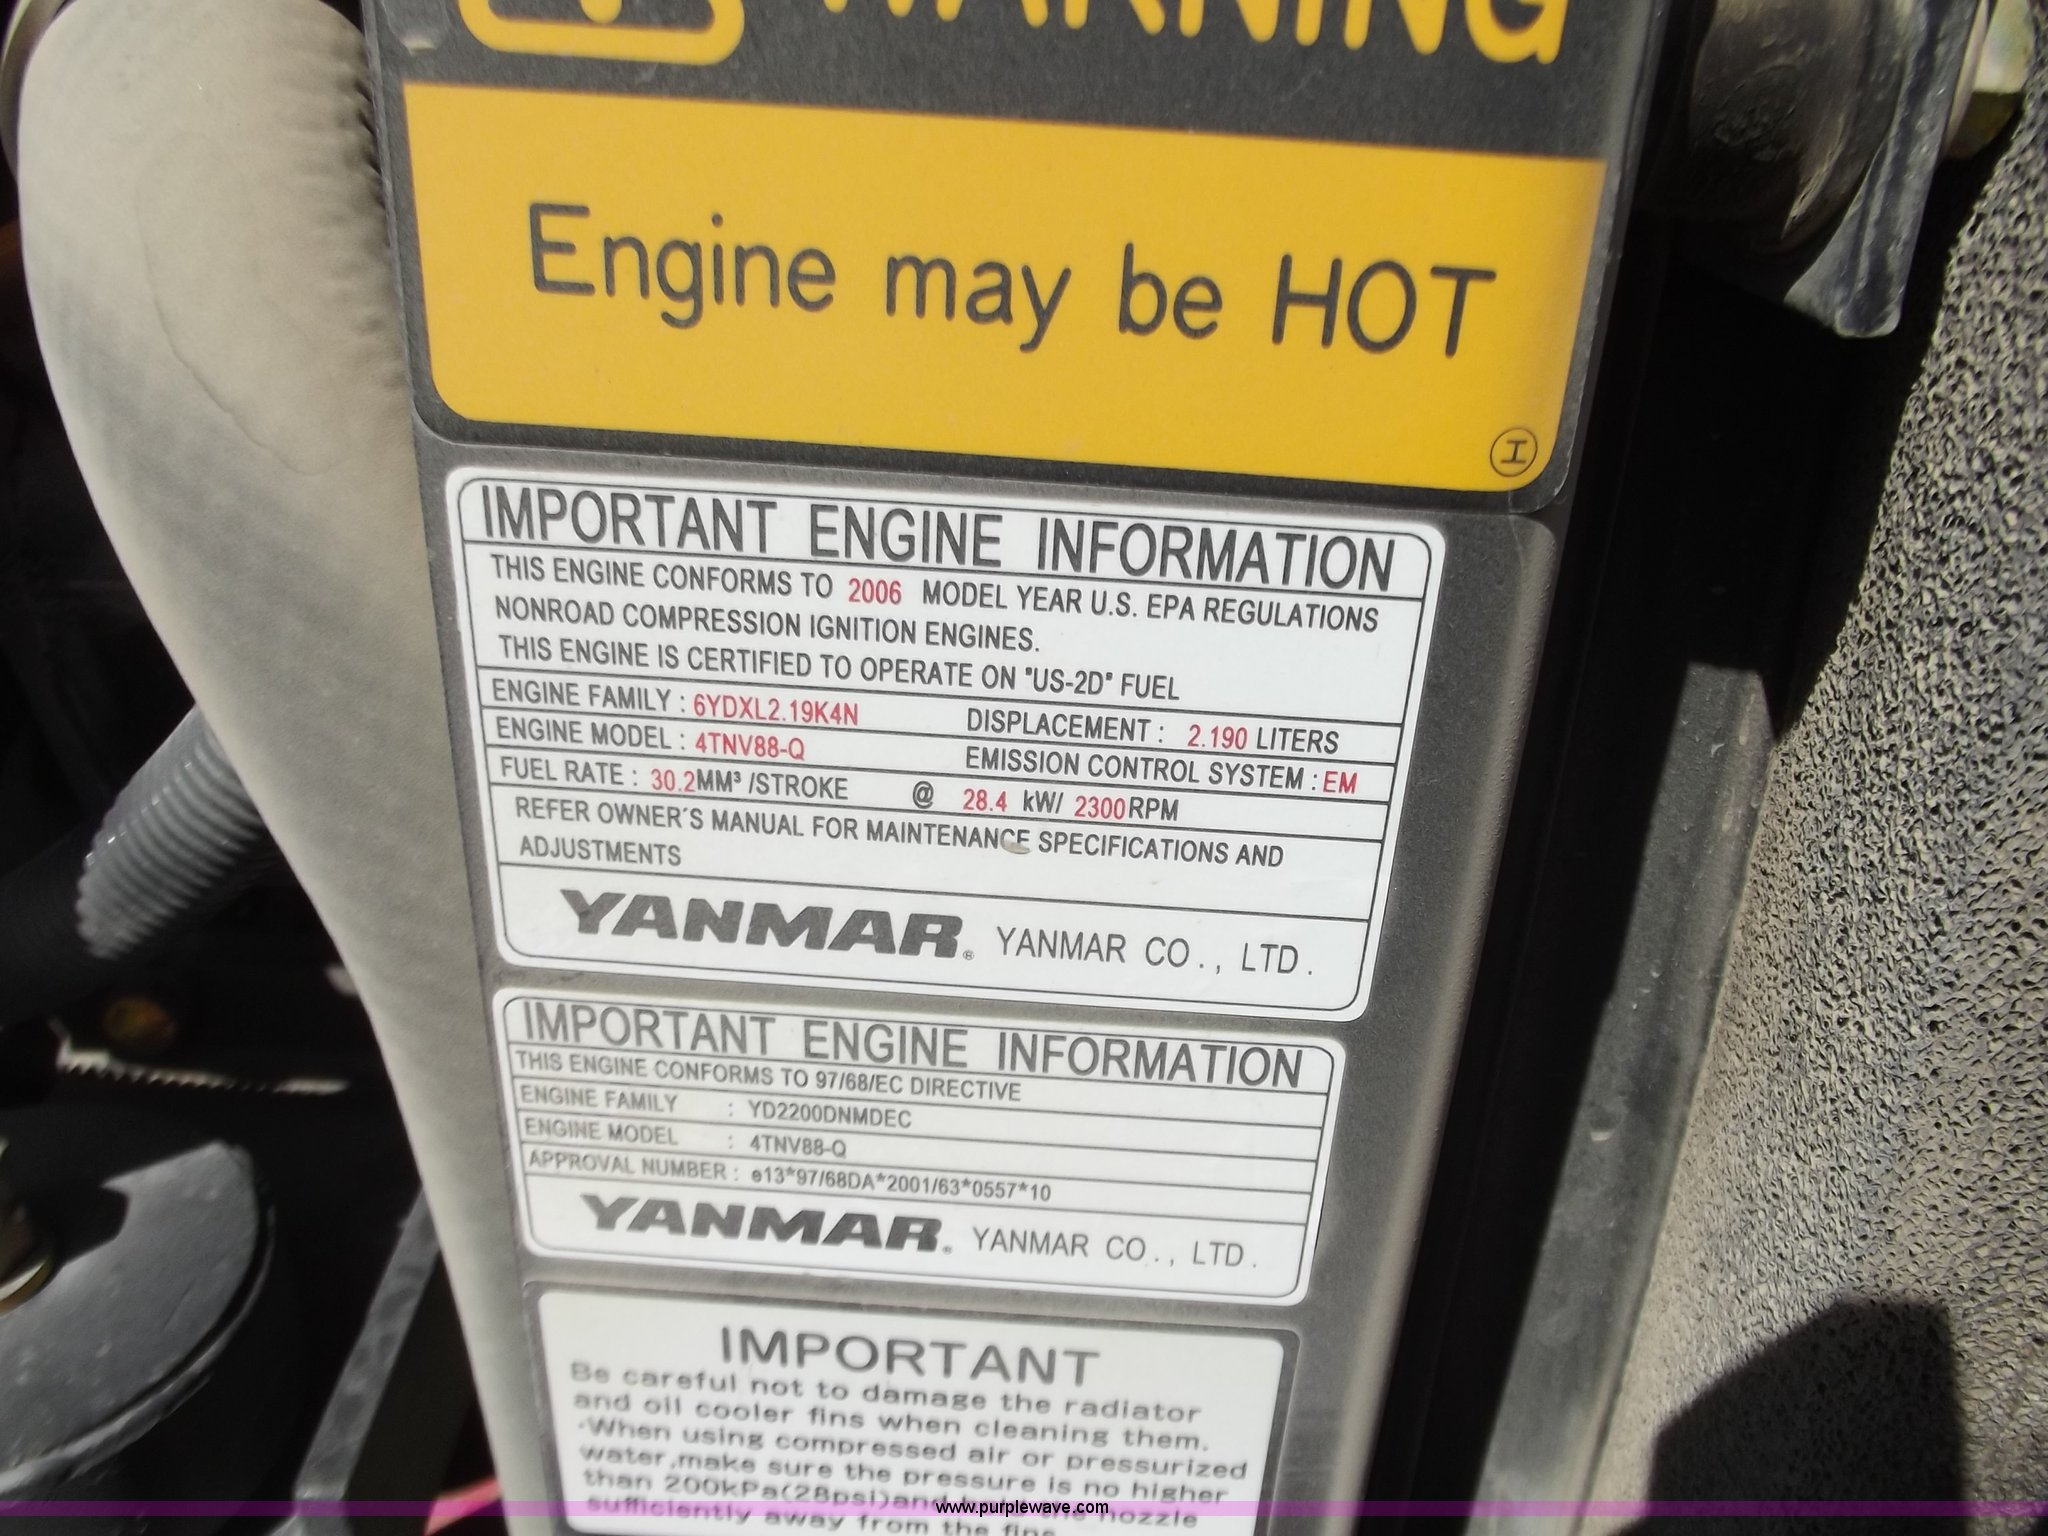 WARNING
Engine may be HOT
IMPORTANT ENGINE INFORMATION
THIS ENGINE CONFORMS TO 2006 MODEL YEAR U.S. EPA REGULATIONS
NONROAD COMPRESSION IGNITION ENGINES.
THIS ENGINE IS CERTIFIED TO OPERATE ON "US-2D" FUEL
ENGINE FAMILY : 6YDXL2.19K4N DISPLACEMENT : 2.190 LITERS
ENGINE MODEL : 4TNV88-Q EMISSION CONTROL SYSTEM : EM
FUEL RATE : 30.2MM³ /STROKE @ 28.4 kW/ 2300RPM
REFER OWNER'S MANUAL FOR MAINTENANCE SPECIFICATIONS AND
ADJUSTMENTS
YANMAR® YANMAR CO., LTD.
IMPORTANT ENGINE INFORMATION
THIS ENGINE CONFORMS TO 97/68/EC DIRECTIVE
ENGINE FAMILY : YD2200DNMDEC
ENGINE MODEL : 4TNV88-Q
APPROVAL NUMBER : e13*97/68DA*2001/63*0557*10
YANMAR® YANMAR CO., LTD.
IMPORTANT
Be careful not to damage the radiator
and oil cooler fins when cleaning them.
·When using compressed air or pressurized
water,make sure the pressure is no higher
than 200kPa(28psi)and nozzle
sufficiently away from the fins
www.purplewave.com